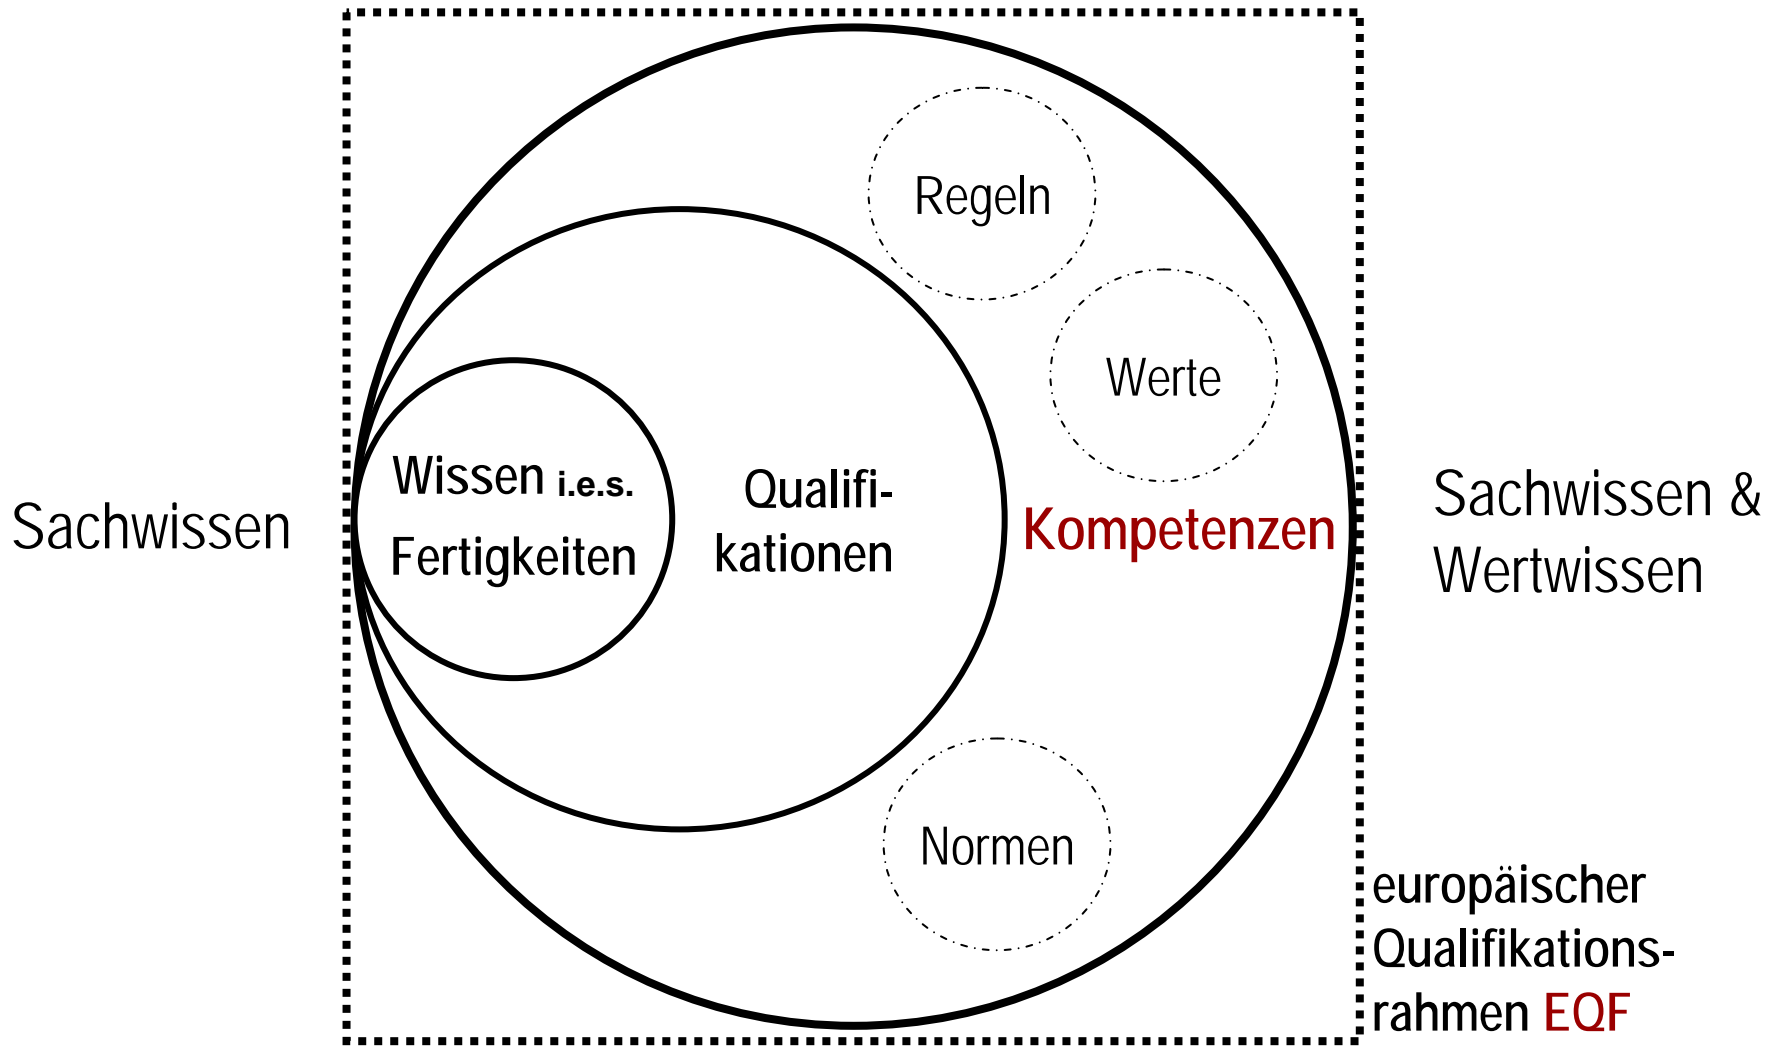 Regeln
Werte
Sachwissen
Wissen i.e.s.
Fertigkeiten
Qualifi-
kationen
Kompetenzen
Sachwissen &
Wertwissen
Normen
europäischer
Qualifikations-
rahmen EQF